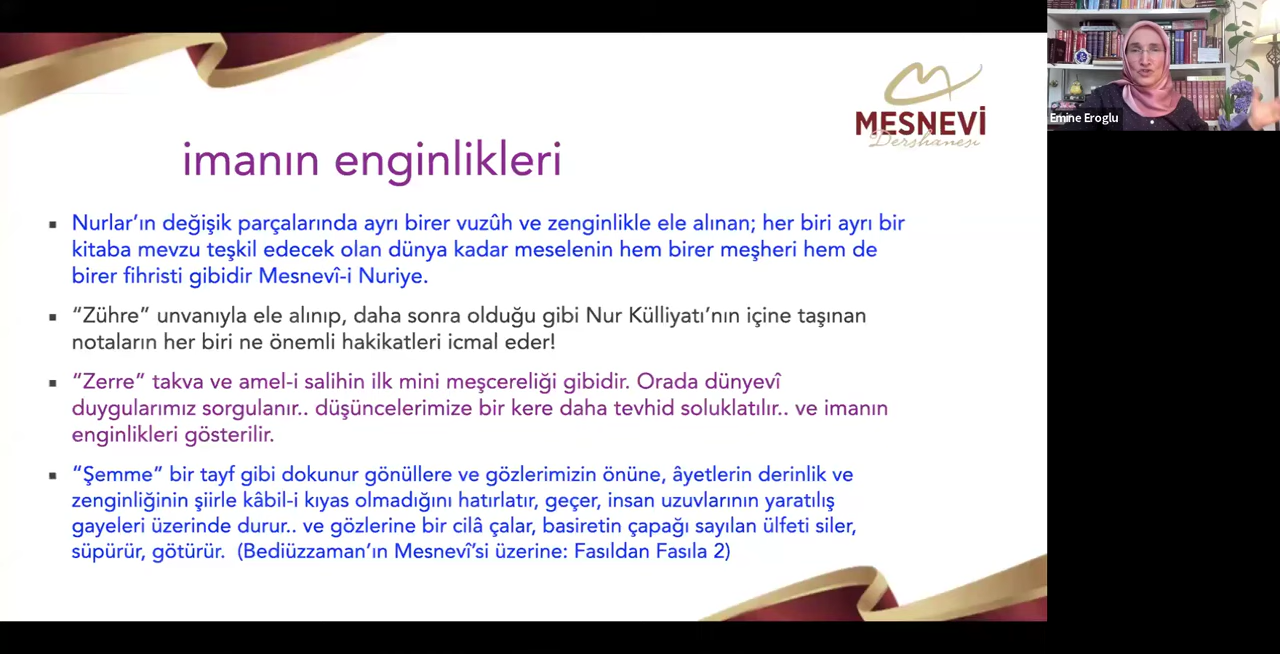 MESNEVİ
Dershanesi
Emine Eroglu
imanın enginlikleri
▪ Nurlar’ın değişik parçalarında ayrı birer vuzûh ve zenginlikle ele alınan; her biri ayrı bir
kitaba mevzu teşkil edecek olan dünya kadar meselenin hem birer meşheri hem de
birer fihristi gibidir Mesnevî-i Nuriye.
▪ “Zühre” unvanıyla ele alınıp, daha sonra olduğu gibi Nur Külliyatı’nın içine taşınan
notaların her biri ne önemli hakikatleri icmal eder!
▪ “Zerre” takva ve amel-i salihin ilk mini meşcereliği gibidir. Orada dünyevî
duygularımız sorgulanır.. düşüncelerimize bir kere daha tevhid soluklatılır.. ve imanın
enginlikleri gösterilir.
▪ “Şemme” bir tayf gibi dokunur gönüllere ve gözlerimizin önüne, âyetlerin derinlik ve
zenginliğinin şiirle kâbil-i kıyas olmadığını hatırlatır, geçer, insan uzuvlarının yaratılış
gayeleri üzerinde durur.. ve gözlerine bir cilâ çalar, basiretin çapağı sayılan ülfeti siler,
süpürür, götürür. (Bediüzzaman’ın Mesnevî’si üzerine: Fasıldan Fasıla 2)